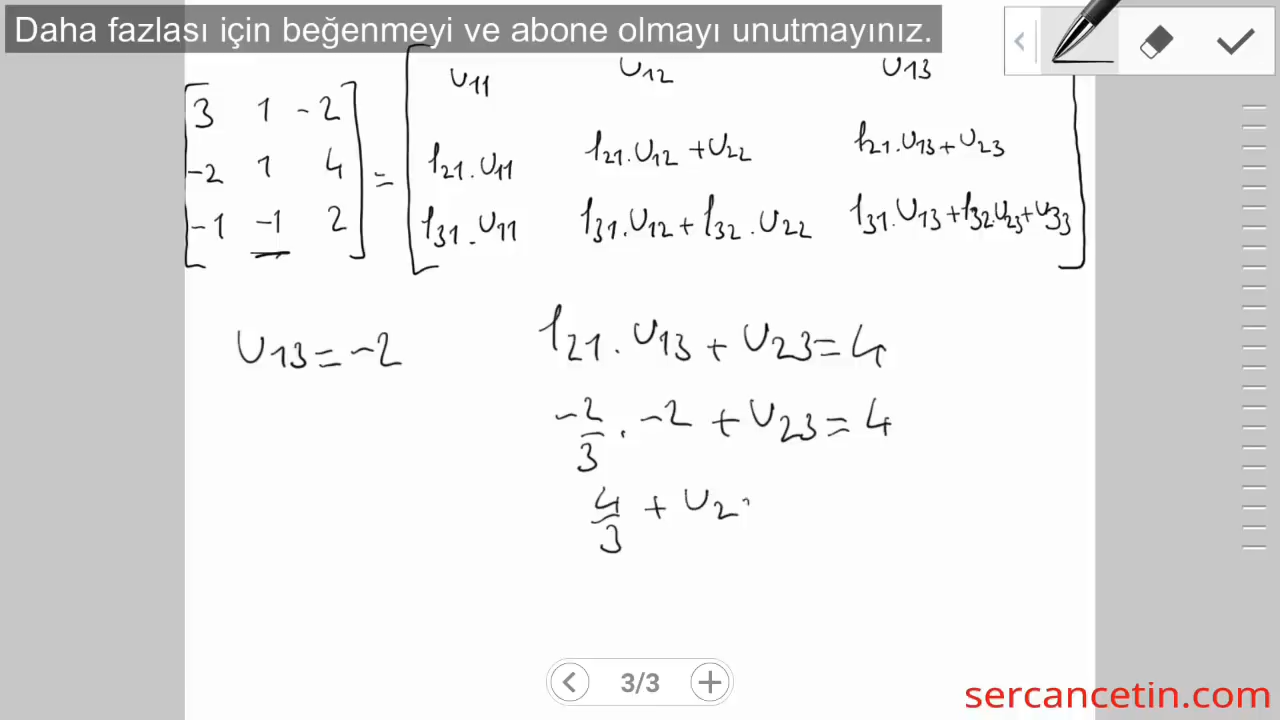 Daha fazlası için beğenmeyi ve abone olmayı unutmayınız.
[3 1 -2] = [u11 u12 u13]
[-2 1 4] [l21.u11 l21.u12+u22 l21.u13+u23]
[-1 -1 2] [l31.u11 l31.u12+l32.u22 l31.u13+l32.u23+u33]
u13=-2
l21.u13+u23=4
-2/3.-2+u23=4
4/3+u2
3/3
sercancetin.com